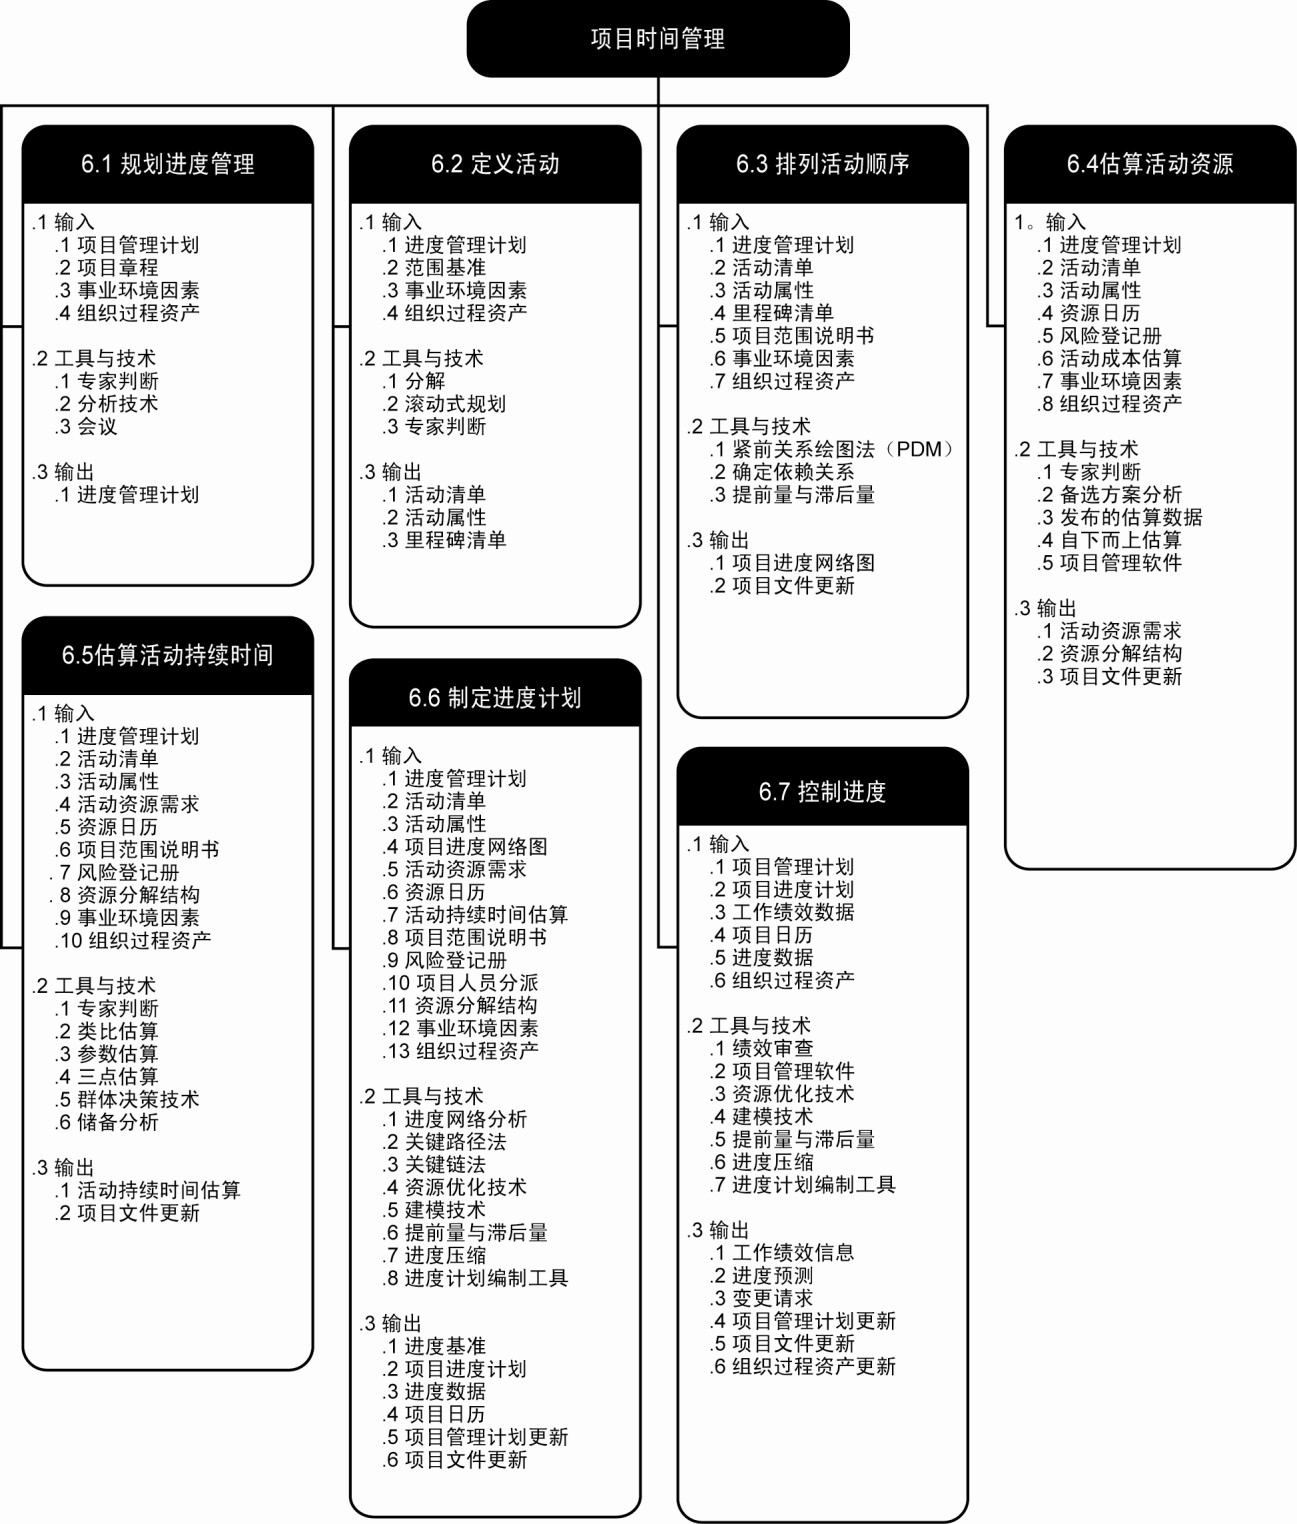 项目时间管理
6.1 规划进度管理
.1 输入
.1 项目管理计划
.2 项目章程
.3 事业环境因素
.4 组织过程资产
.2 工具与技术
.1 专家判断
.2 分析技术
.3 会议
.3 输出
.1 进度管理计划
6.2 定义活动
.1 输入
.1 进度管理计划
.2 范围基准
.3 事业环境因素
.4 组织过程资产
.2 工具与技术
.1 分解
.2 滚动式规划
.3 专家判断
.3 输出
.1 活动清单
.2 活动属性
.3 里程碑清单
6.3 排列活动顺序
.1 输入
.1 进度管理计划
.2 活动清单
.3 活动属性
.4 里程碑清单
.5 项目范围说明书
.6 事业环境因素
.7 组织过程资产
.2 工具与技术
.1 紧前关系绘图法（PDM）
.2 确定依赖关系
.3 提前量与滞后量
.3 输出
.1 项目进度网络图
.2 项目文件更新
6.4估算活动资源
1。输入
.1 进度管理计划
.2 活动清单
.3 活动属性
.4 资源日历
.5 风险登记册
.6 活动成本估算
.7 事业环境因素
.8 组织过程资产
.2 工具与技术
.1 专家判断
.2 备选方案分析
.3 发布的估算数据
.4 自下而上估算
.5 项目管理软件
.3 输出
.1 活动资源需求
.2 资源分解结构
.3 项目文件更新
6.5估算活动持续时间
.1 输入
.1 进度管理计划
.2 活动清单
.3 活动属性
.4 活动资源需求
.5 资源日历
.6 项目范围说明书
. 7 风险登记册
. 8 资源分解结构
.9 事业环境因素
.10 组织过程资产
.2 工具与技术
.1 专家判断
.2 类比估算
.3 参数估算
.4 三点估算
.5 群体决策技术
.6 储备分析
.3 输出
.1 活动持续时间估算
.2 项目文件更新
6.6 制定进度计划
.1 输入
.1 进度管理计划
.2 活动清单
.3 活动属性
.4 项目进度网络图
.5 活动资源需求
.6 资源日历
.7 活动持续时间估算
.8 项目范围说明书
.9 风险登记册
.10 项目人员分派
.11 资源分解结构
.12 事业环境因素
.13 组织过程资产
.2 工具与技术
.1 进度网络分析
.2 关键路径法
.3 关键链法
.4 资源优化技术
.5 建模技术
.6 提前量与滞后量
.7 进度压缩
.8 进度计划编制工具
.3 输出
.1 进度基准
.2 项目进度计划
.3 进度数据
.4 项目日历
.5 项目管理计划更新
.6 项目文件更新
6.7 控制进度
.1 输入
.1 项目管理计划
.2 项目进度计划
.3 工作绩效数据
.4 项目日历
.5 进度数据
.6 组织过程资产
.2 工具与技术
.1 绩效审查
.2 项目管理软件
.3 资源优化技术
.4 建模技术
.5 提前量与滞后量
.6 进度压缩
.7 进度计划编制工具
.3 输出
.1 工作绩效信息
.2 进度预测
.3 变更请求
.4 项目管理计划更新
.5 项目文件更新
.6 组织过程资产更新